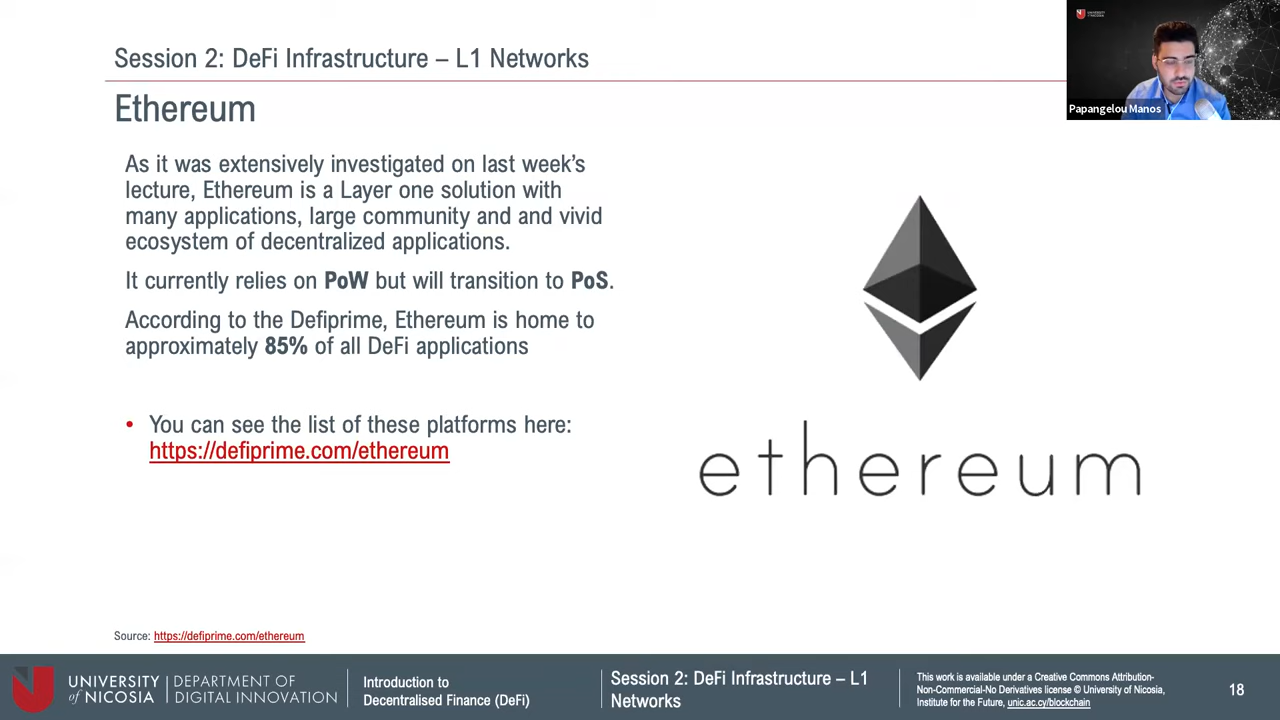 Session 2: DeFi Infrastructure – L1 Networks
UNIVERSITY
of NICOSIA
Papangelou Manos
Ethereum
As it was extensively investigated on last week's
lecture, Ethereum is a Layer one solution with
many applications, large community and and vivid
ecosystem of decentralized applications.
It currently relies on PoW but will transition to PoS.
According to the Defiprime, Ethereum is home to
approximately 85% of all DeFi applications
• You can see the list of these platforms here:
https://defiprime.com/ethereum
ethereum
Source: https://defiprime.com/ethereum
UNIVERSITY
of NICOSIA
DEPARTMENT OF
DIGITAL INNOVATION
Introduction to
Decentralised Finance (DeFi)
Session 2: DeFi Infrastructure – L1
Networks
This work is available under a Creative Commons Attribution-
Non-Commercial-No Derivatives license © University of Nicosia,
Institute for the Future, unic.ac.cy/blockchain
18